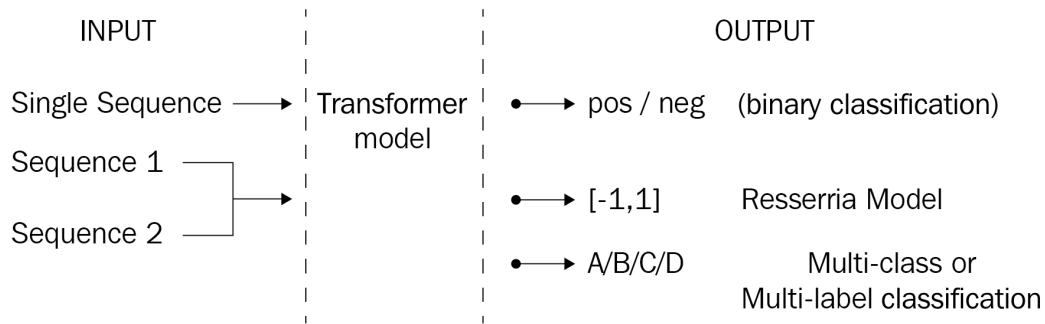 INPUT
OUTPUT
Single Sequence
Transformer
model
pos / neg (binary classification)
Sequence 1
[-1,1] Resserria Model
Sequence 2
A/B/C/D Multi-class or
Multi-label classification